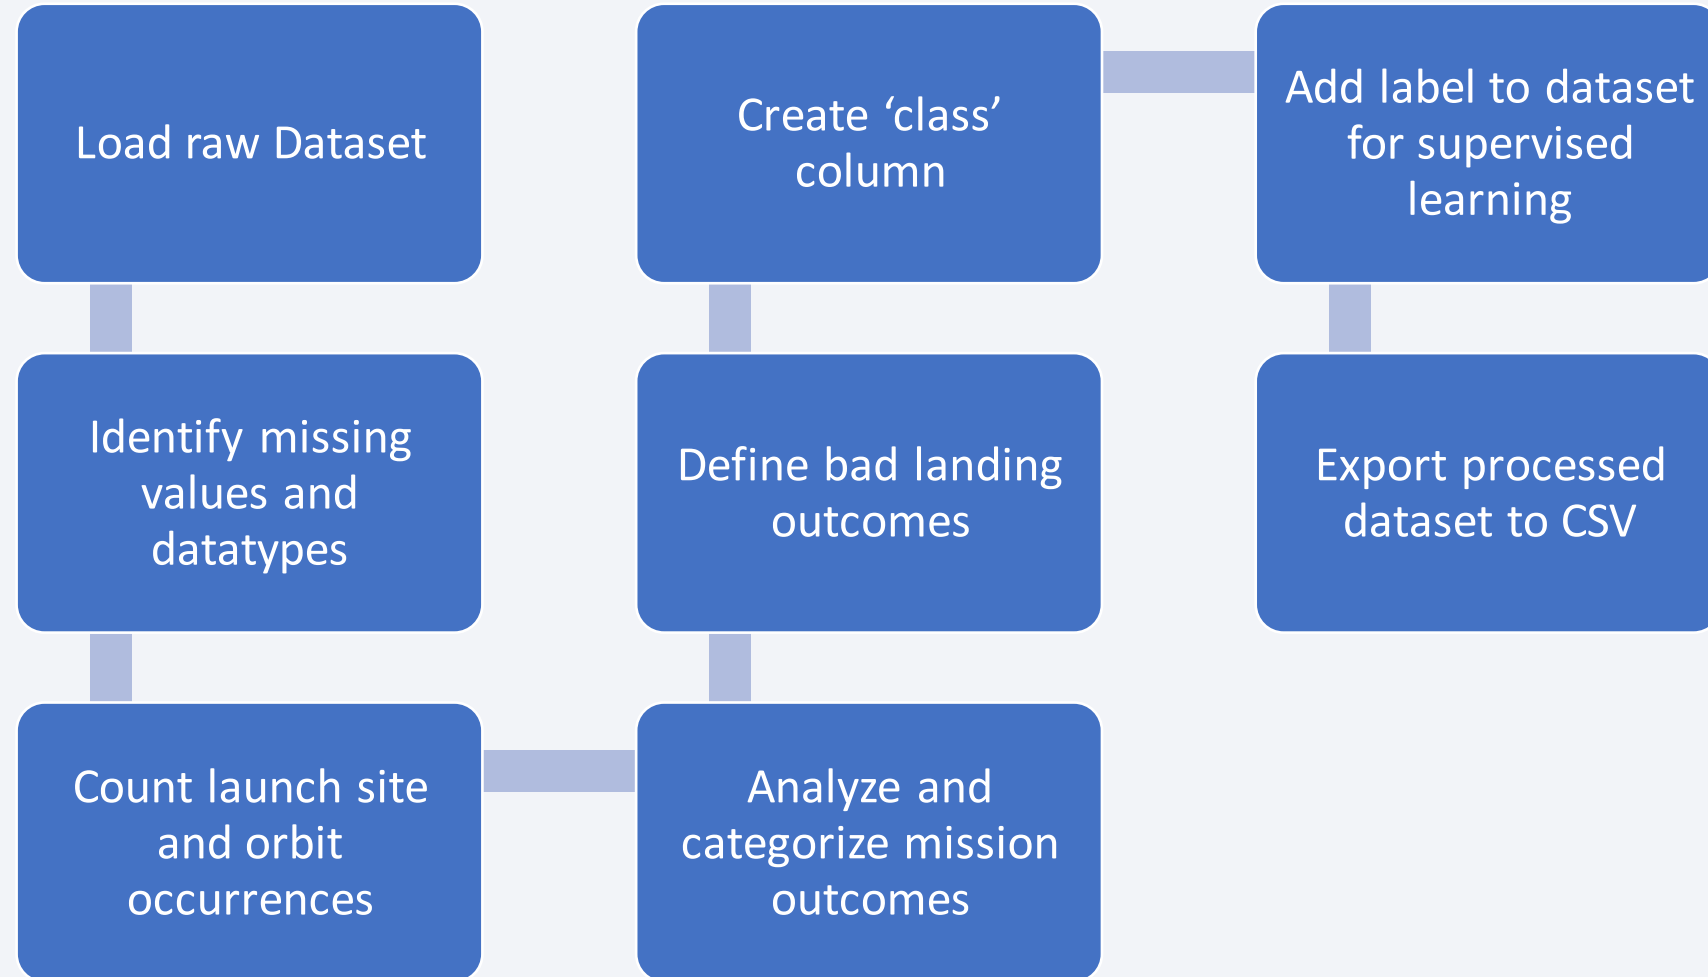 Load raw Dataset
Identify missing
values and
datatypes
Count launch site
and orbit
occurrences
Analyze and
categorize mission
outcomes
Define bad landing
outcomes
Create ‘class’
column
Add label to dataset
for supervised
learning
Export processed
dataset to CSV